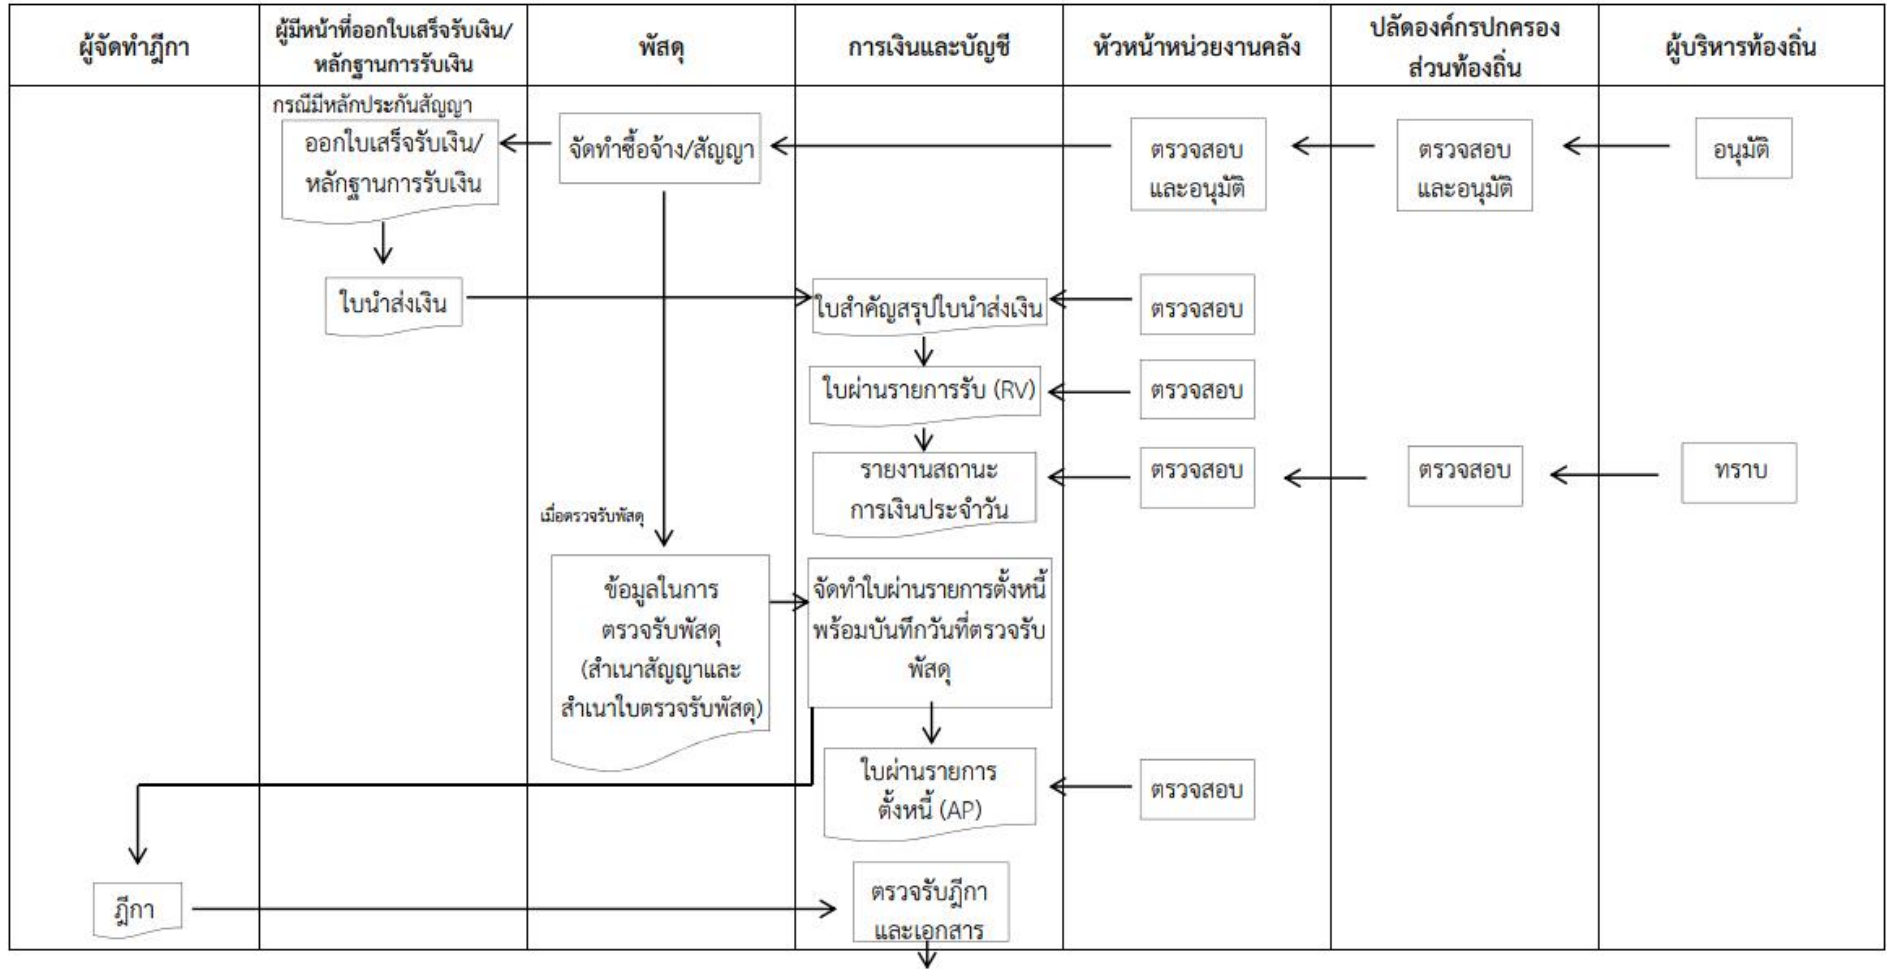 ผู้จัดทำฎีกา
ผู้มีหน้าที่ออกใบเสร็จรับเงิน/
หลักฐานการรับเงิน
พัสดุ
การเงินและบัญชี
หัวหน้าหน่วยงานคลัง
ปลัดองค์กรปกครอง
ส่วนท้องถิ่น
ผู้บริหารท้องถิ่น
กรณีมีหลักประกันสัญญา
ออกใบเสร็จรับเงิน/
หลักฐานการรับเงิน
จัดทำซื้อจ้าง/สัญญา
ตรวจสอบ
และอนุมัติ
ตรวจสอบ
และอนุมัติ
อนุมัติ
ใบนำส่งเงิน
ใบสำคัญสรุปใบนำส่งเงิน
ตรวจสอบ
ใบผ่านรายการรับ (RV)
ตรวจสอบ
รายงานสถานะ
การเงินประจำวัน
ตรวจสอบ
ตรวจสอบ
ทราบ
เมื่อตรวจรับพัสดุ
ข้อมูลในการ
ตรวจรับพัสดุ
(สำเนาสัญญาและ
สำเนาใบตรวจรับพัสดุ)
จัดทำใบผ่านรายการตั้งหนี้
พร้อมบันทึกวันที่ตรวจรับ
พัสดุ
ใบผ่านรายการ
ตั้งหนี้ (AP)
ตรวจสอบ
ฎีกา
ตรวจรับฎีกา
และเอกสาร